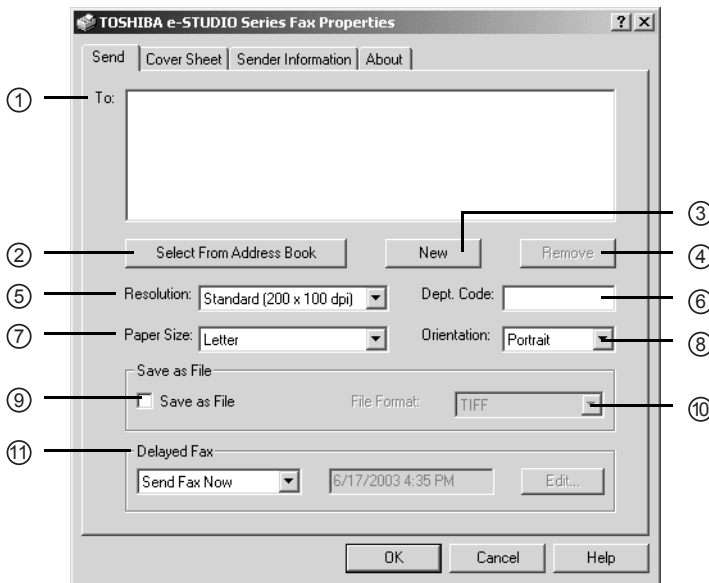 TOSHIBA e-STUDIO Series Fax Properties ? X
Send Cover Sheet Sender Information About
① To:
③
② Select From Address Book New Remove ④
⑤ Resolution: Standard (200 x 100 dpi) Dept. Code: ⑥
⑦ Paper Size: Letter Orientation: Portrait ⑧
Save as File
⑨ Save as File File Format: TIFF ⑩
⑪ Delayed Fax
Send Fax Now 6/17/2003 4:35 PM Edit...
OK Cancel Help